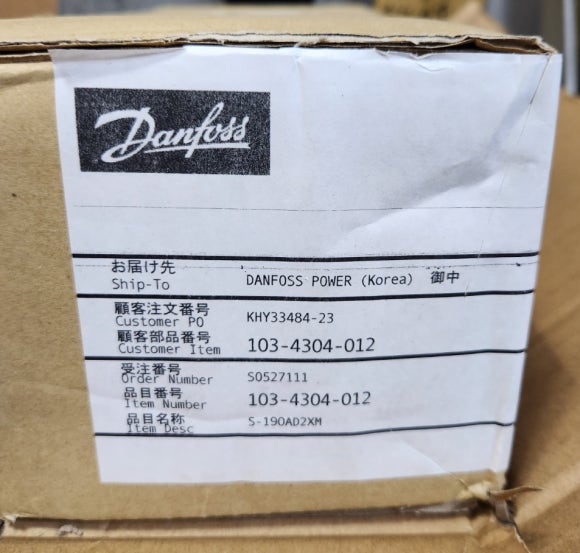 Danfoss
お届け先
Ship-To DANFOSS POWER (Korea) 御中
顧客注文番号
Customer PO KHY33484-23
顧客部品番号
Customer Item 103-4304-012
受注番号
Order Number S0527111
品目番号
Item Number 103-4304-012
品目名称
Item Desc S-190AD2XM